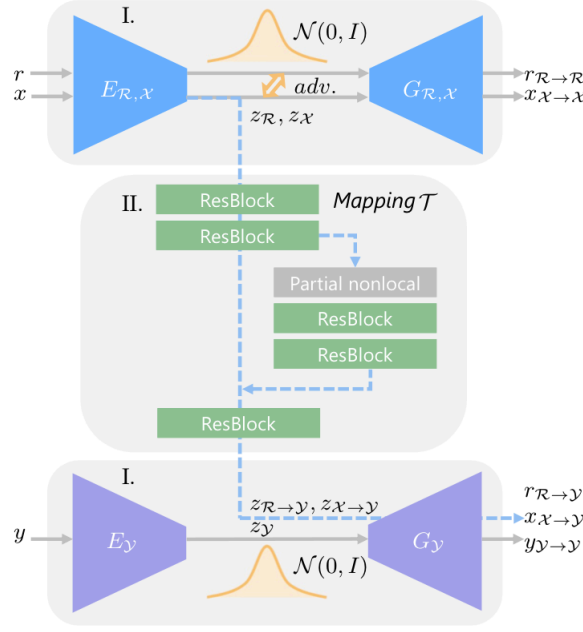 I.
𝒩(0, I)
r
x
E_{ℛ,𝒳}
adv.
G_{ℛ,𝒳}
r_{ℛ→ℛ}
x_{𝒳→𝒳}
z_ℛ, z_𝒳
II.
Mapping 𝒯
ResBlock
ResBlock
Partial nonlocal
ResBlock
ResBlock
ResBlock
I.
z_{ℛ→𝒴}, z_{𝒳→𝒴}
r_{ℛ→𝒴}
x_{𝒳→𝒴}
y
E_𝒴
z_𝒴
G_𝒴
y_{𝒴→𝒴}
𝒩(0, I)